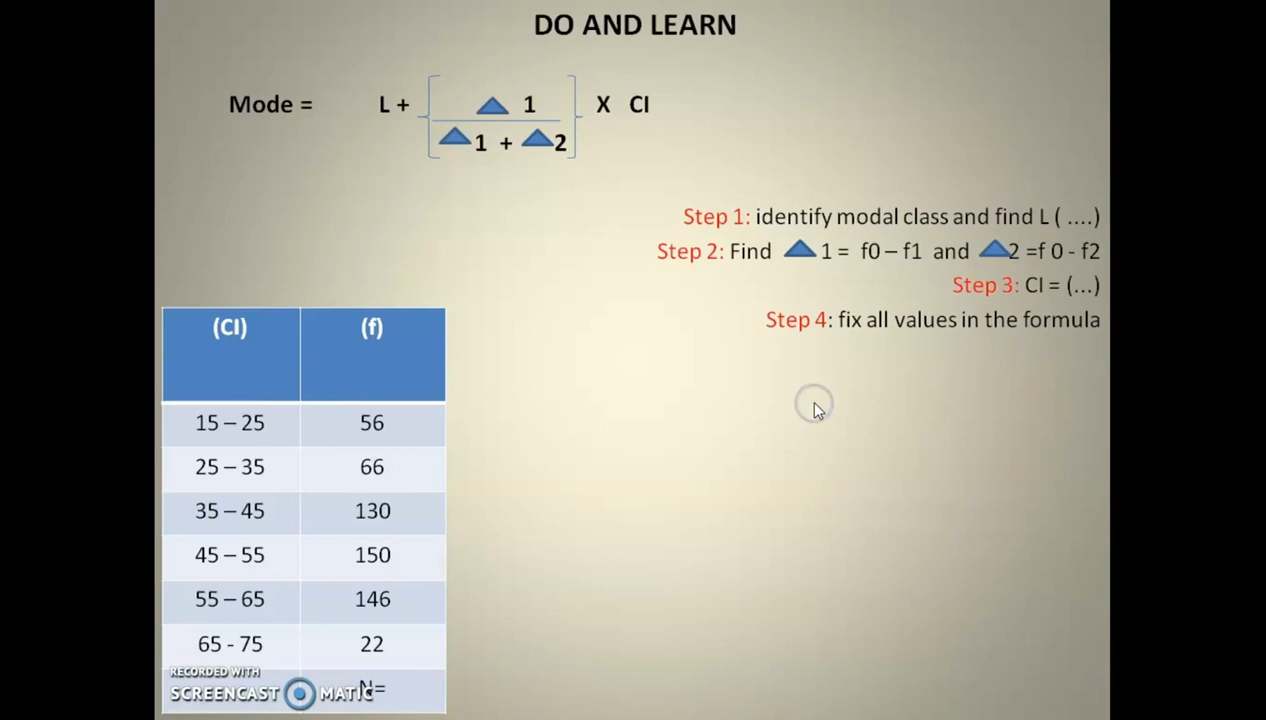 DO AND LEARN
Mode = L + [ ▲ 1 / ▲ 1 + ▲ 2 ] X CI
Step 1: identify modal class and find L ( ....)
Step 2: Find ▲ 1 = f0 – f1 and ▲ 2 =f 0 - f2
Step 3: CI = (...)
Step 4: fix all values in the formula
(CI) (f)
15 – 25 56
25 – 35 66
35 – 45 130
45 – 55 150
55 – 65 146
65 - 75 22
N=
RECORDED WITH
SCREENCAST MATIC